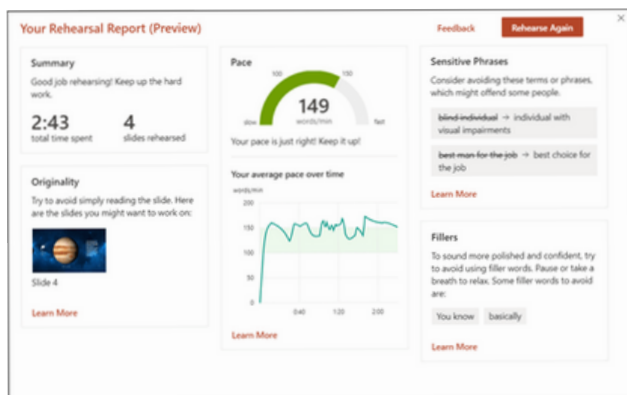 Your Rehearsal Report (Preview)
Feedback
Rehearse Again
Summary
Good job rehearsing! Keep up the hard
work.
2:43
total time spent
4
slides rehearsed
Originality
Try to avoid simply reading the slide. Here
are the slides you might want to work on:
Slide 4
Learn More
Pace
100
150
149
words/min
slow
fast
Your pace is just right! Keep it up!
Your average pace over time
words/min
200
150
100
50
0
0:40
1:20
2:00
Learn More
Sensitive Phrases
Consider avoiding these terms or phrases,
which might offend some people.
blind individual → individual with
visual impairments
best man for the job → best choice for
the job
Learn More
Fillers
To sound more polished and confident, try
to avoid using filler words. Pause or take a
breath to relax. Some filler words to avoid
are:
You know
basically
Learn More